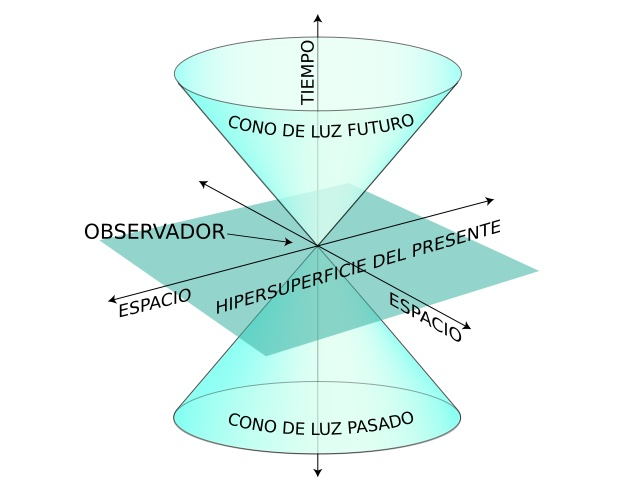 TIEMPO
CONO DE LUZ FUTURO
OBSERVADOR
HIPERSUPERFICIE DEL PRESENTE
ESPACIO
ESPACIO
CONO DE LUZ PASADO